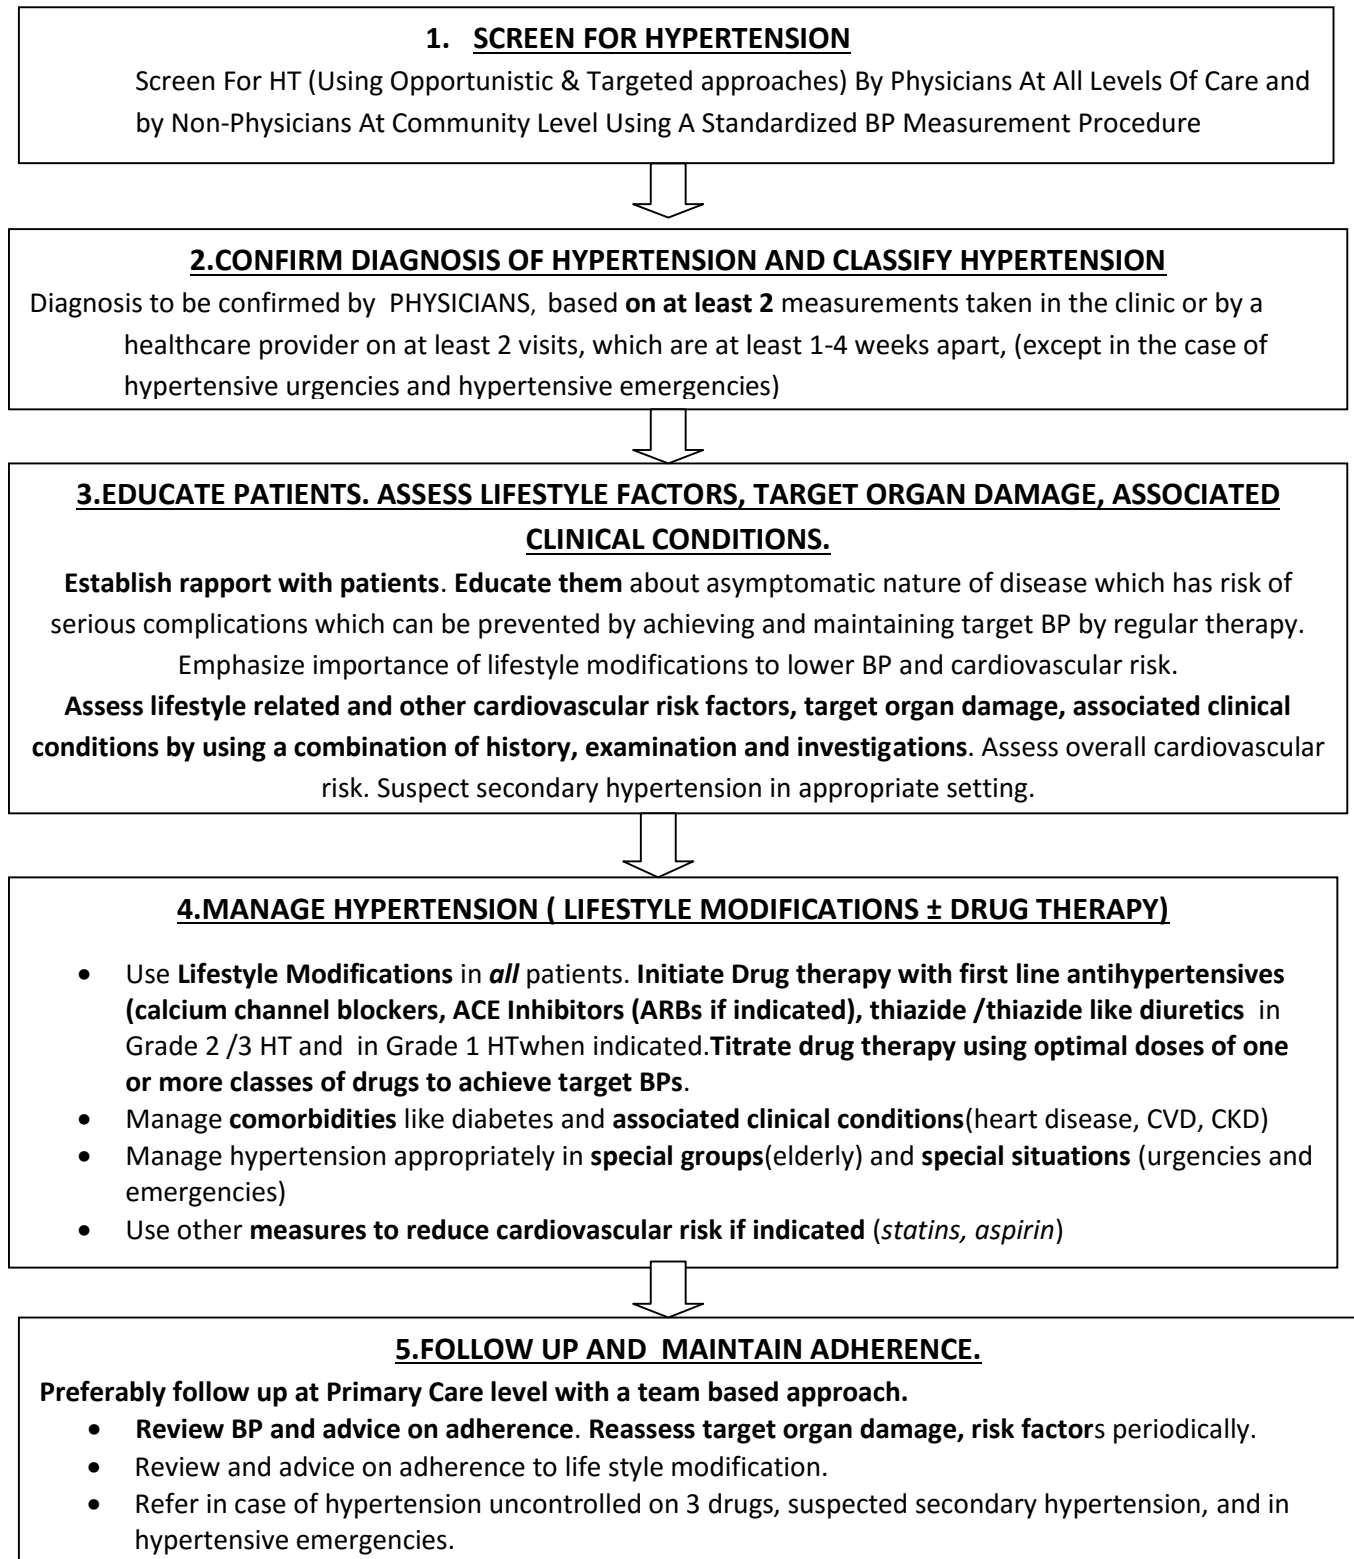 1. SCREEN FOR HYPERTENSION
Screen For HT (Using Opportunistic & Targeted approaches) By Physicians At All Levels Of Care and
by Non-Physicians At Community Level Using A Standardized BP Measurement Procedure
2.CONFIRM DIAGNOSIS OF HYPERTENSION AND CLASSIFY HYPERTENSION
Diagnosis to be confirmed by PHYSICIANS, based on at least 2 measurements taken in the clinic or by a
healthcare provider on at least 2 visits, which are at least 1-4 weeks apart, (except in the case of
hypertensive urgencies and hypertensive emergencies)
3.EDUCATE PATIENTS. ASSESS LIFESTYLE FACTORS, TARGET ORGAN DAMAGE, ASSOCIATED
CLINICAL CONDITIONS.
Establish rapport with patients. Educate them about asymptomatic nature of disease which has risk of
serious complications which can be prevented by achieving and maintaining target BP by regular therapy.
Emphasize importance of lifestyle modifications to lower BP and cardiovascular risk.
Assess lifestyle related and other cardiovascular risk factors, target organ damage, associated clinical
conditions by using a combination of history, examination and investigations. Assess overall cardiovascular
risk. Suspect secondary hypertension in appropriate setting.
4.MANAGE HYPERTENSION ( LIFESTYLE MODIFICATIONS ± DRUG THERAPY)
• Use Lifestyle Modifications in all patients. Initiate Drug therapy with first line antihypertensives
(calcium channel blockers, ACE Inhibitors (ARBs if indicated), thiazide /thiazide like diuretics in
Grade 2 /3 HT and in Grade 1 HTwhen indicated.Titrate drug therapy using optimal doses of one
or more classes of drugs to achieve target BPs.
• Manage comorbidities like diabetes and associated clinical conditions(heart disease, CVD, CKD)
• Manage hypertension appropriately in special groups(elderly) and special situations (urgencies and
emergencies)
• Use other measures to reduce cardiovascular risk if indicated (statins, aspirin)
5.FOLLOW UP AND MAINTAIN ADHERENCE.
Preferably follow up at Primary Care level with a team based approach.
• Review BP and advice on adherence. Reassess target organ damage, risk factors periodically.
• Review and advice on adherence to life style modification.
• Refer in case of hypertension uncontrolled on 3 drugs, suspected secondary hypertension, and in
hypertensive emergencies.